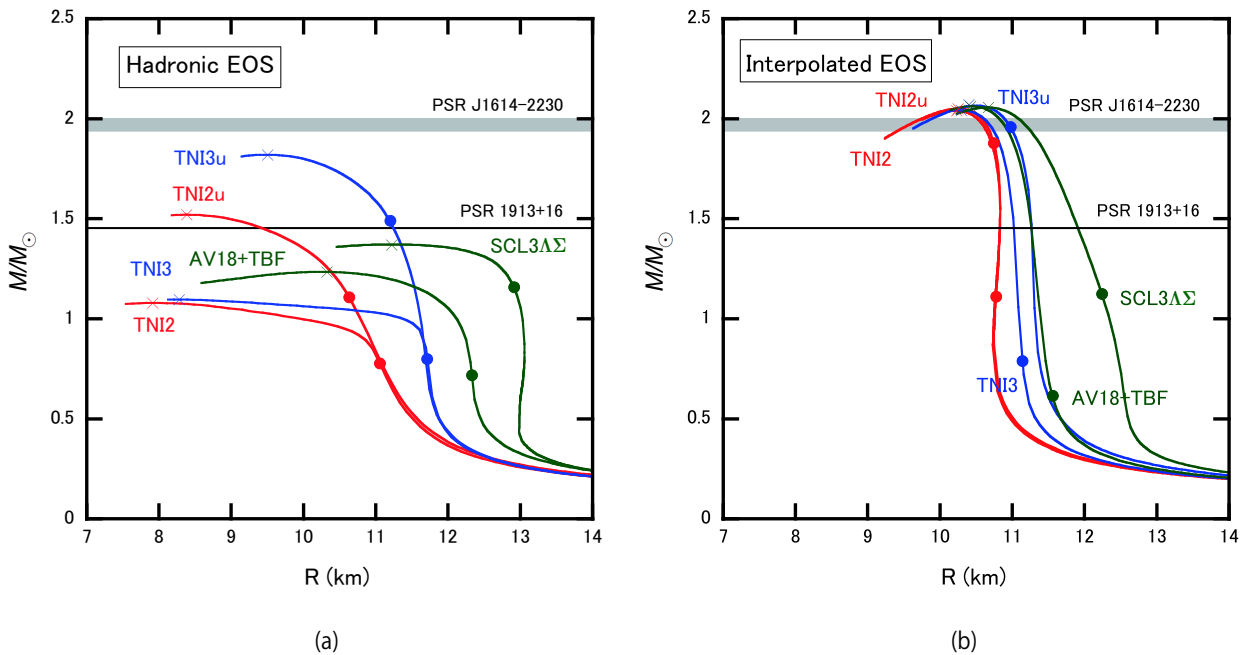 Hadronic EOS
PSR J1614-2230
TNI3u
TNI2u
PSR 1913+16
SCL3ΛΣ
AV18+TBF
TNI3
TNI2
M/M☉
2.5
2
1.5
1
0.5
0
7 8 9 10 11 12 13 14
R (km)
(a)
Interpolated EOS
TNI2u
TNI3u
PSR J1614-2230
TNI2
PSR 1913+16
SCL3ΛΣ
TNI3
AV18+TBF
M/M☉
2.5
2
1.5
1
0.5
0
7 8 9 10 11 12 13 14
R (km)
(b)